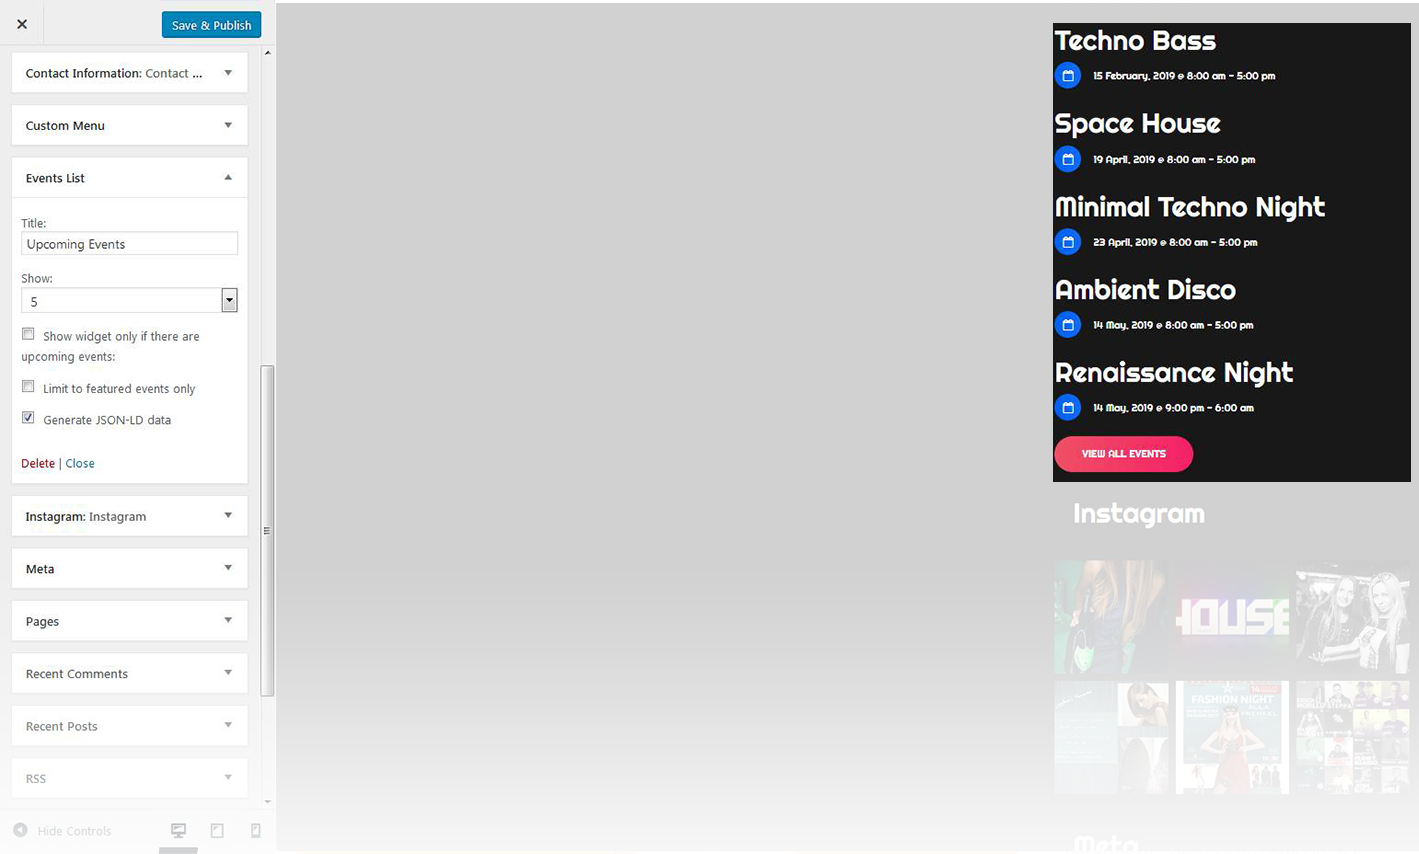 Save & Publish
Contact Information: Contact ...
Custom Menu
Events List
Title:
Upcoming Events
Show:
5
Show widget only if there are
upcoming events:
Limit to featured events only
Generate JSON-LD data
Delete | Close
Instagram: Instagram
Meta
Pages
Recent Comments
Recent Posts
RSS
Hide Controls
Techno Bass
15 February, 2019 @ 8:00 am - 5:00 pm
Space House
19 April, 2019 @ 8:00 am - 5:00 pm
Minimal Techno Night
23 April, 2019 @ 8:00 am - 5:00 pm
Ambient Disco
14 May, 2019 @ 8:00 am - 5:00 pm
Renaissance Night
14 May, 2019 @ 9:00 pm - 6:00 am
VIEW ALL EVENTS
Instagram
HOUSE
FASHION NIGHT
Meta